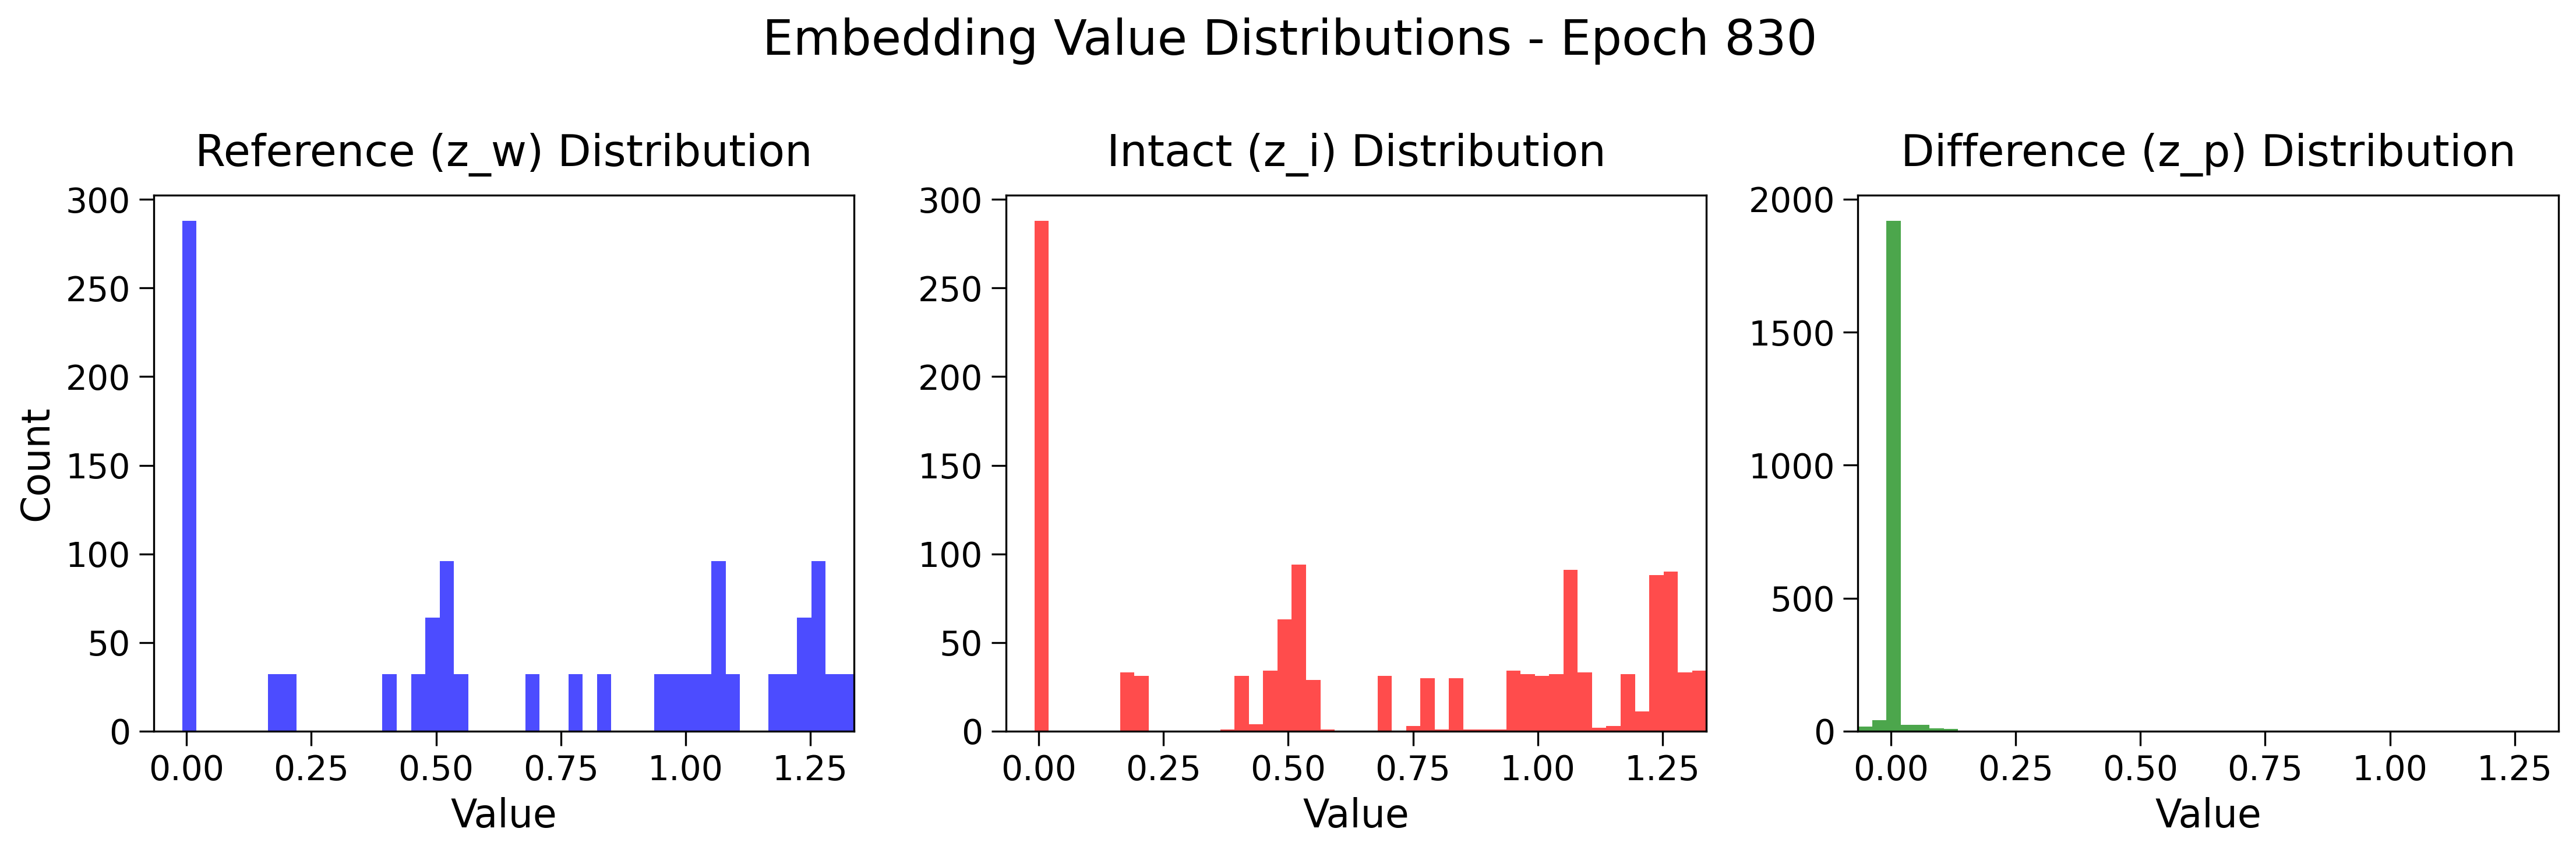 Embedding Value Distributions - Epoch 830
Reference (z_w) Distribution
Intact (z_i) Distribution
Difference (z_p) Distribution
Count
300
250
200
150
100
50
0
0.00 0.25 0.50 0.75 1.00 1.25
Value
300
250
200
150
100
50
0
0.00 0.25 0.50 0.75 1.00 1.25
Value
2000
1500
1000
500
0
0.00 0.25 0.50 0.75 1.00 1.25
Value